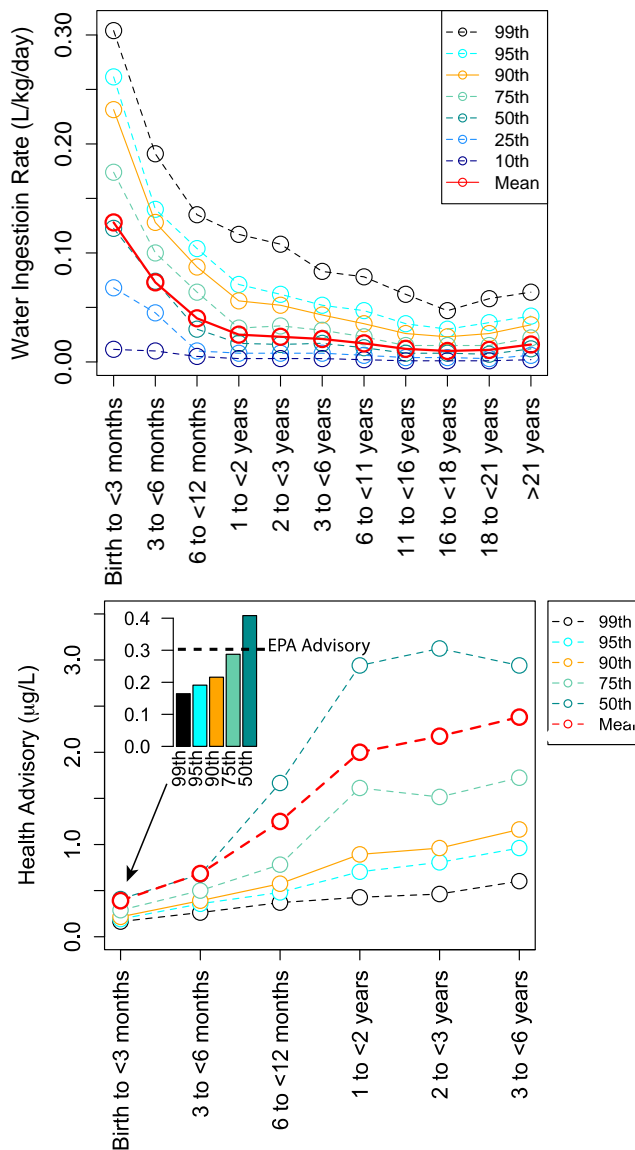 Water Ingestioin Rate (L/kg/day)
0.30
0.20
0.10
0.00
99th
95th
90th
75th
50th
25th
10th
Mean
Birth to <3 months
3 to <6 months
6 to <12 months
1 to <2 years
2 to <3 years
3 to <6 years
6 to <11 years
11 to <16 years
16 to <18 years
18 to <21 years
>21 years
Health Advisory (µg/L)
3.0
2.0
1.0
0.0
0.4
0.3
0.2
0.1
0.0
EPA Advisory
99th
95th
90th
75th
50th
99th
95th
90th
75th
50th
Mean
Birth to <3 months
3 to <6 months
6 to <12 months
1 to <2 years
2 to <3 years
3 to <6 years